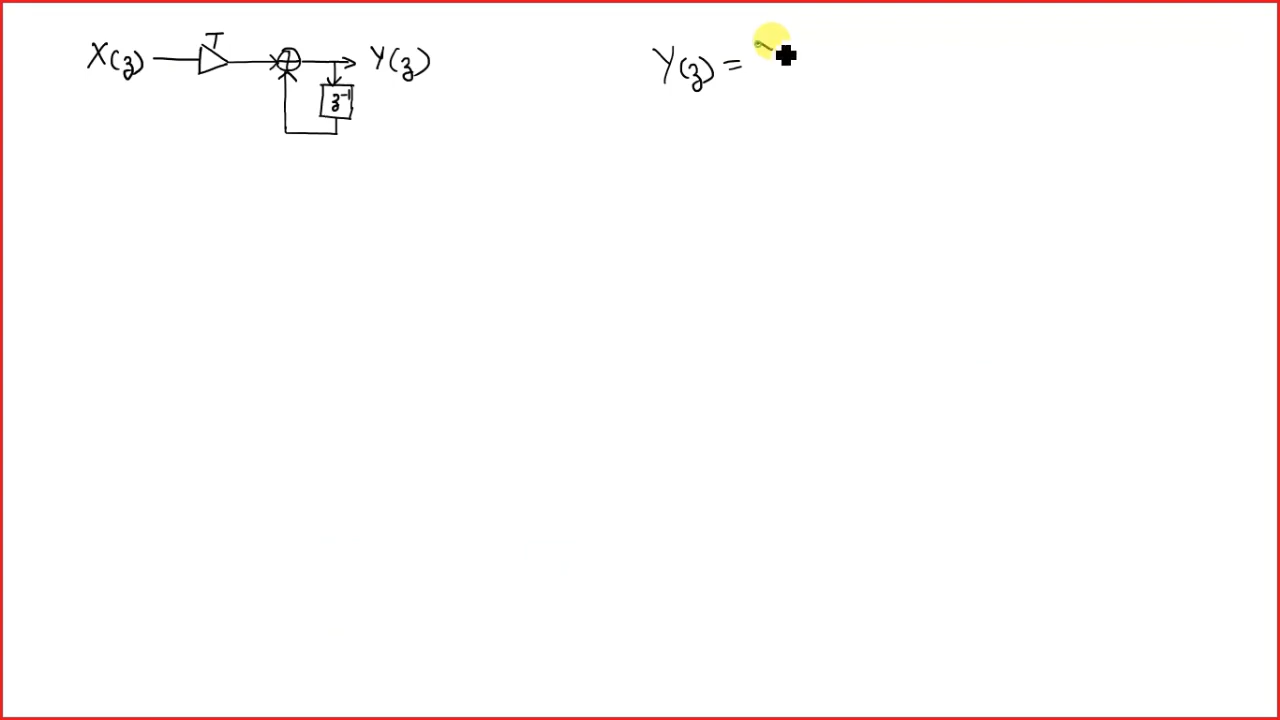 T
X(z) Y(z)
z⁻¹
Y(z) =